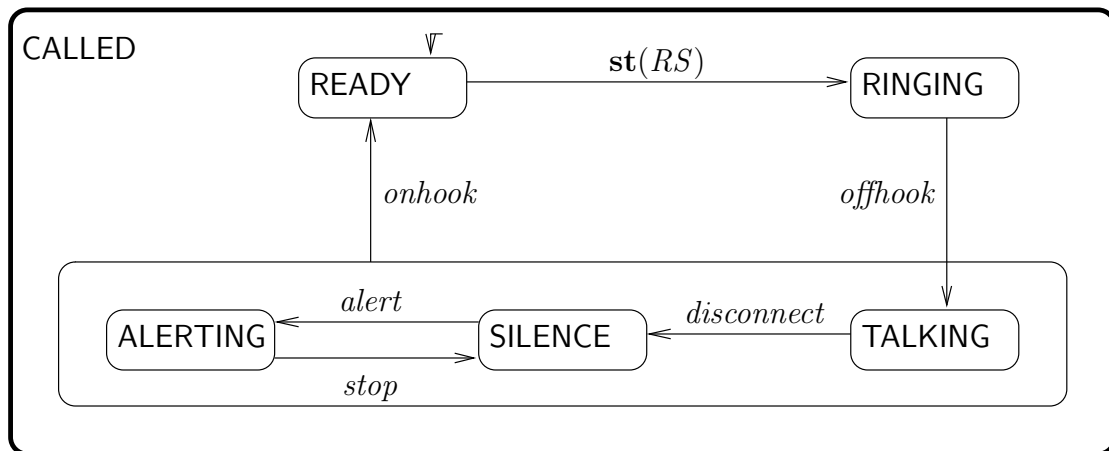 CALLED
READY
st(RS)
RINGING
onhook
offhook
ALERTING
alert
stop
SILENCE
disconnect
TALKING